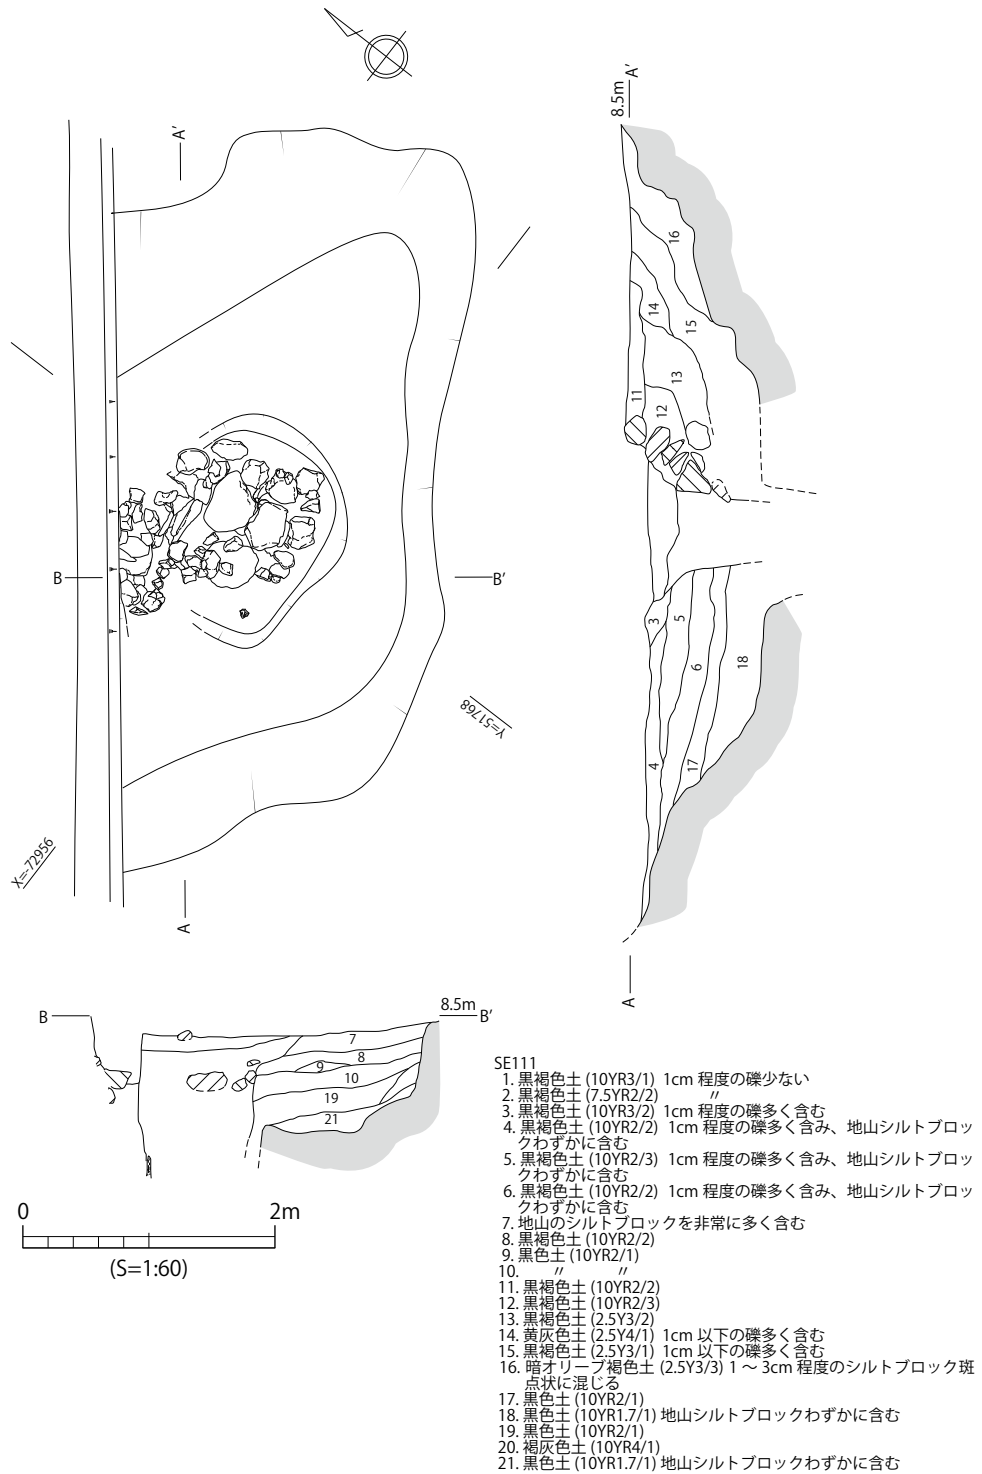 A'
8.5m
A'
16
14
15
13
11
12
B
B'
3
5
6
18
4
17
Y=51768
X=-72956
A
A
B
8.5m
B'
7
8
9
10
19
21
0
2m
(S=1:60)
SE111
1. 黒褐色土 (10YR3/1) 1cm 程度の礫少ない
2. 黒褐色土 (7.5YR2/2) 〃
3. 黒褐色土 (10YR3/2) 1cm 程度の礫多く含む
4. 黒褐色土 (10YR2/2) 1cm 程度の礫多く含み、地山シルトブロッ
クわずかに含む
5. 黒褐色土 (10YR2/3) 1cm 程度の礫多く含み、地山シルトブロッ
クわずかに含む
6. 黒褐色土 (10YR2/2) 1cm 程度の礫多く含み、地山シルトブロッ
クわずかに含む
7. 地山のシルトブロックを非常に多く含む
8. 黒褐色土 (10YR2/2)
9. 黒色土 (10YR2/1)
10. 〃 〃
11. 黒褐色土 (10YR2/2)
12. 黒褐色土 (10YR2/3)
13. 黒褐色土 (2.5Y3/2)
14. 黄灰色土 (2.5Y4/1) 1cm 以下の礫多く含む
15. 黒褐色土 (2.5Y3/1) 1cm 以下の礫多く含む
16. 暗オリーブ褐色土 (2.5Y3/3) 1 〜 3cm 程度のシルトブロック斑
点状に混じる
17. 黒色土 (10YR2/1)
18. 黒色土 (10YR1.7/1) 地山シルトブロックわずかに含む
19. 黒色土 (10YR2/1)
20. 褐灰色土 (10YR4/1)
21. 黒色土 (10YR1.7/1) 地山シルトブロックわずかに含む